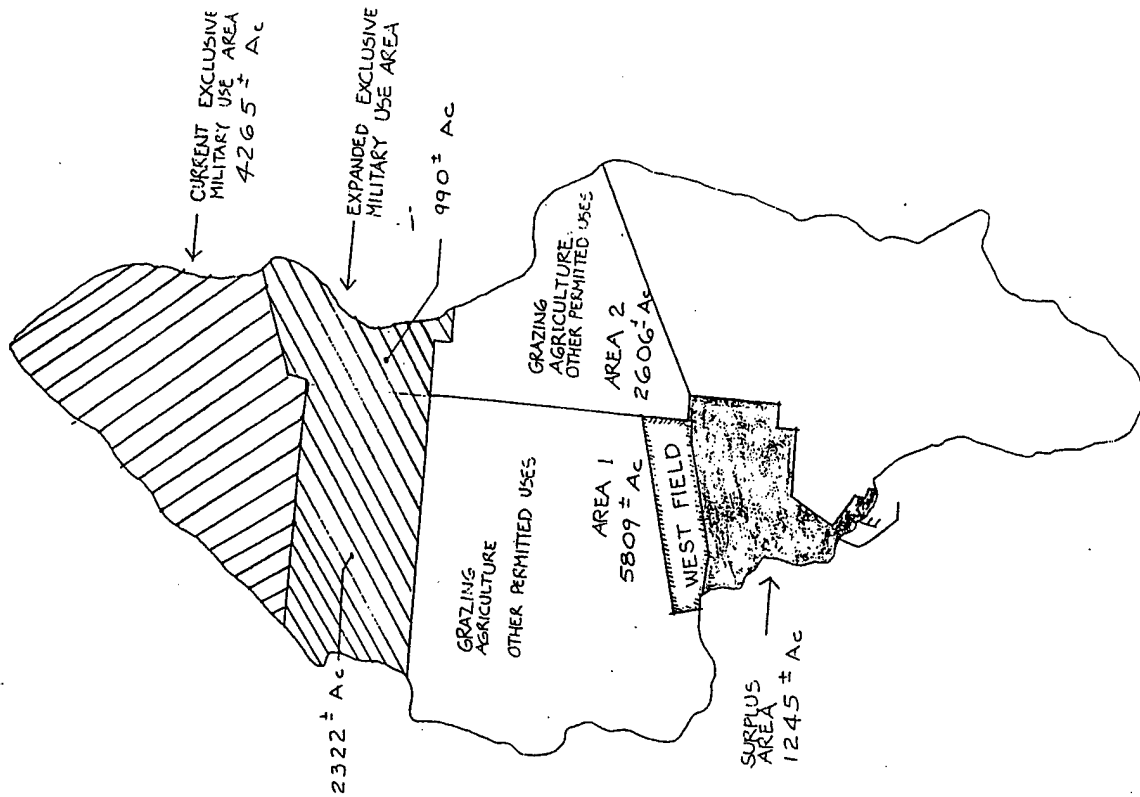 CURRENT EXCLUSIVE
MILITARY USE AREA
4265 ± Ac
EXPANDED EXCLUSIVE
MILITARY USE AREA
990 ± Ac
2322 ± Ac
GRAZING
AGRICULTURE
OTHER PERMITTED USES
AREA 2
2606 ± Ac
GRAZING
AGRICULTURE
OTHER PERMITTED USES
AREA 1
5809 ± Ac
WEST FIELD
SURPLUS
AREA
1245 ± Ac